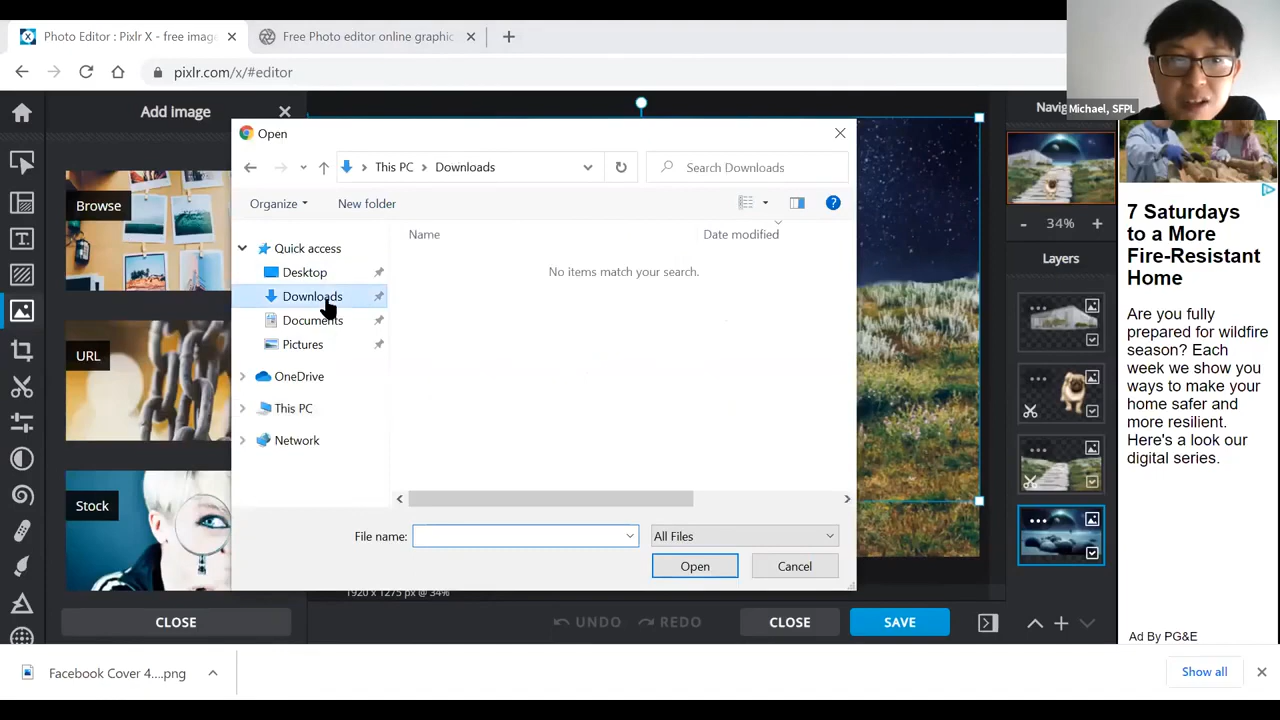 Photo Editor : Pixlr X - free imag
Free Photo editor online graphic
pixlr.com/x/#editor
Michael, SFPL
Add image
Browse
URL
Stock
CLOSE
Open
This PC
Downloads
Search Downloads
Organize
New folder
Name
Date modified
No items match your search.
Quick access
Desktop
Downloads
Documents
Pictures
OneDrive
This PC
Network
File name:
All Files
Open
Cancel
1920 x 1275 px @ 34%
UNDO
REDO
CLOSE
SAVE
Navig
34%
Layers
7 Saturdays
to a More
Fire-Resistant
Home
Are you fully
prepared for wildfire
season? Each
week we show you
ways to make your
home safer and
more resilient.
Here's a look our
digital series.
Ad By PG&E
Facebook Cover 4....png
Show all